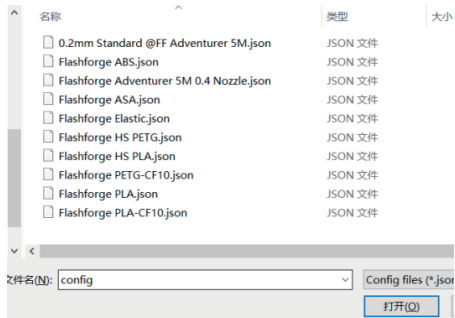 名称 类型 大小
0.2mm Standard @FF Adventurer 5M.json JSON 文件
Flashforge ABS.json JSON 文件
Flashforge Adventurer 5M 0.4 Nozzle.json JSON 文件
Flashforge ASA.json JSON 文件
Flashforge Elastic.json JSON 文件
Flashforge HS PETG.json JSON 文件
Flashforge HS PLA.json JSON 文件
Flashforge PETG-CF10.json JSON 文件
Flashforge PLA.json JSON 文件
Flashforge PLA-CF10.json JSON 文件
文件名(N): config Config files (*.jsor
打开(O)